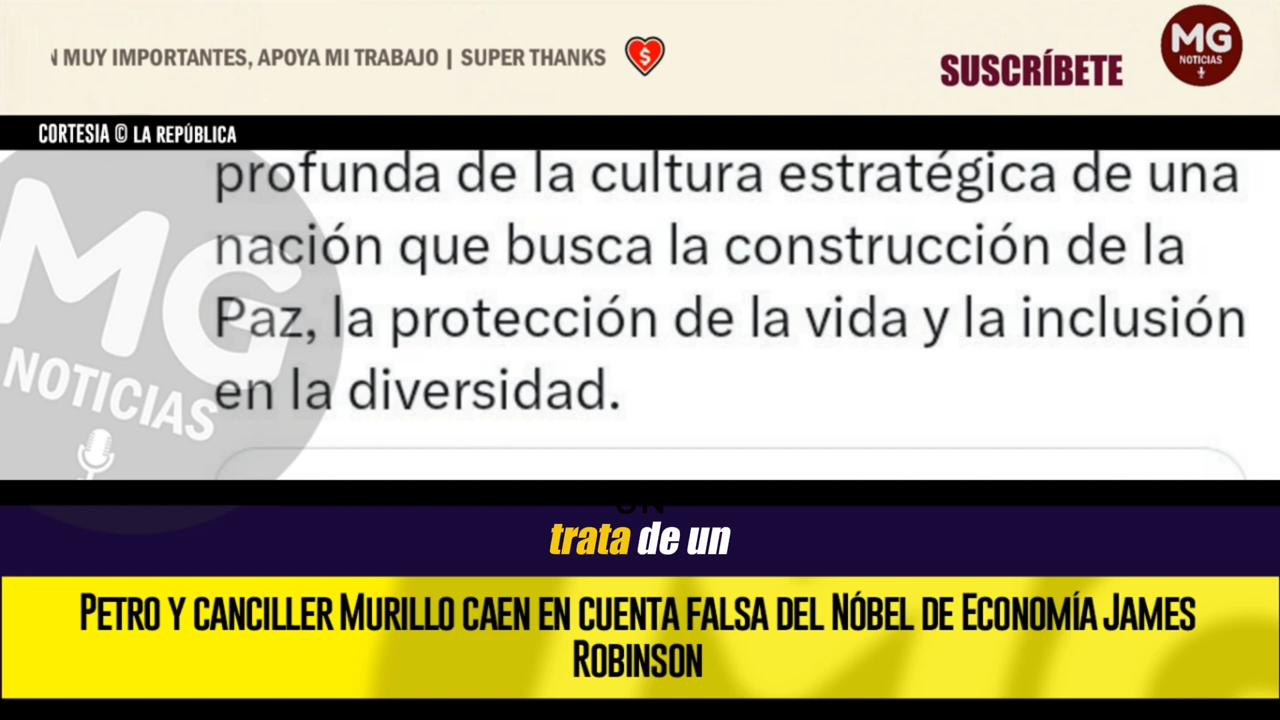 MUY IMPORTANTES, APOYA MI TRABAJO | SUPER THANKS
SUSCRÍBETE
MG
NOTICIAS
CORTESIA © LA REPÚBLICA
profunda de la cultura estratégica de una
nación que busca la construcción de la
Paz, la protección de la vida y la inclusión
en la diversidad.
MG
NOTICIAS
trata de un
PETRO Y CANCILLER MURILLO CAEN EN CUENTA FALSA DEL NÓBEL DE ECONOMÍA JAMES
ROBINSON